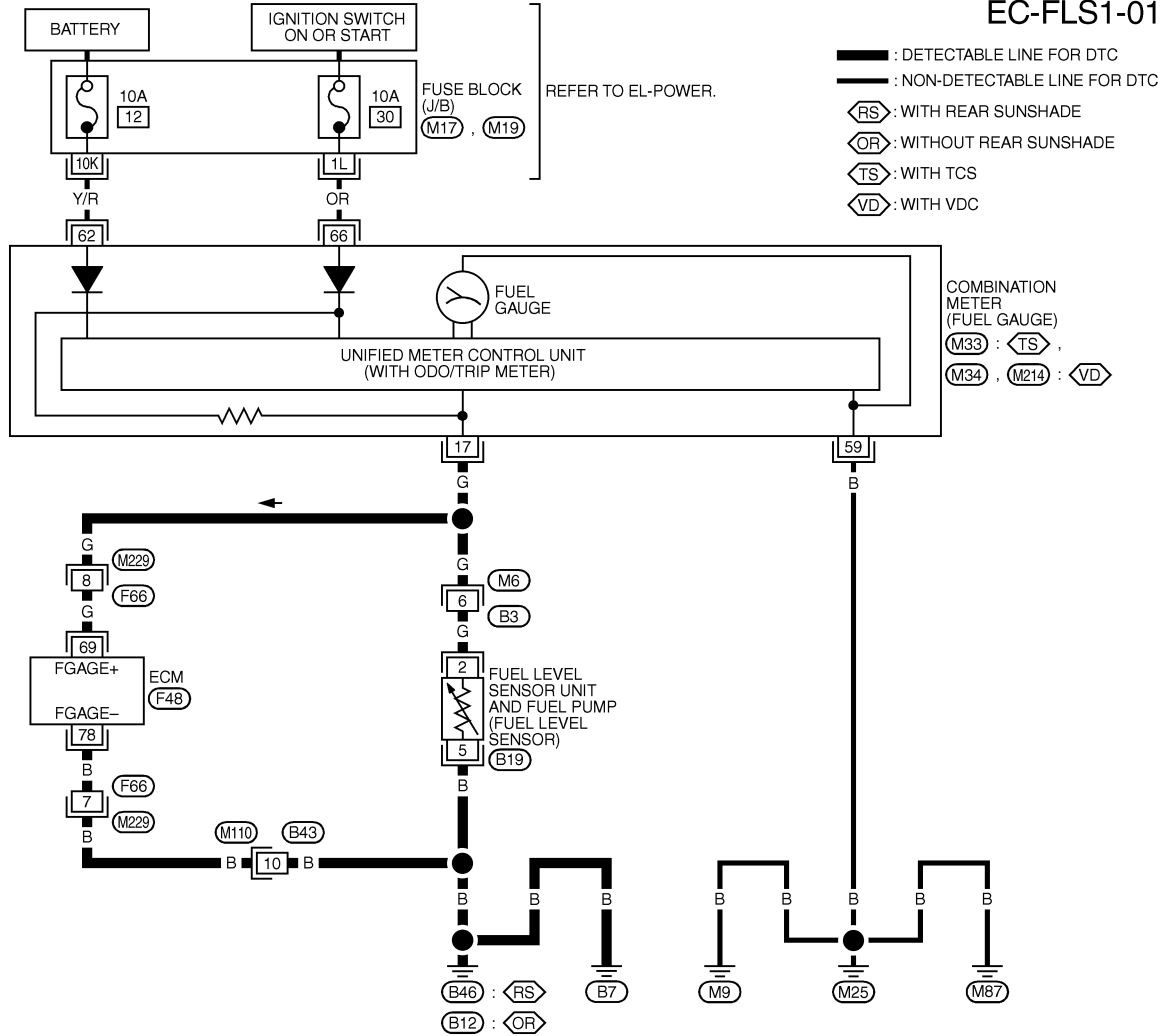 EC-FLS1-01
BATTERY
IGNITION SWITCH
ON OR START
: DETECTABLE LINE FOR DTC
: NON-DETECTABLE LINE FOR DTC
RS : WITH REAR SUNSHADE
OR : WITHOUT REAR SUNSHADE
TS : WITH TCS
VD : WITH VDC
10A
12
10A
30
FUSE BLOCK
(J/B)
M17 , M19
REFER TO EL-POWER.
10K
1L
Y/R
OR
62
66
FUEL
GAUGE
COMBINATION
METER
(FUEL GAUGE)
M33 : TS ,
M34 , M214 : VD
UNIFIED METER CONTROL UNIT
(WITH ODO/TRIP METER)
17
59
G
B
G
G
M229
8
F66
G
M6
6
B3
G
69
FGAGE+
ECM
F48
FGAGE–
78
2
FUEL LEVEL
SENSOR UNIT
AND FUEL PUMP
(FUEL LEVEL
SENSOR)
5
B19
B
B
F66
7
M229
B
M110
B43
B
10
B
B
B
B
B
B
B
B
B
B46 : RS
B12 : OR
B7
M9
M25
M87